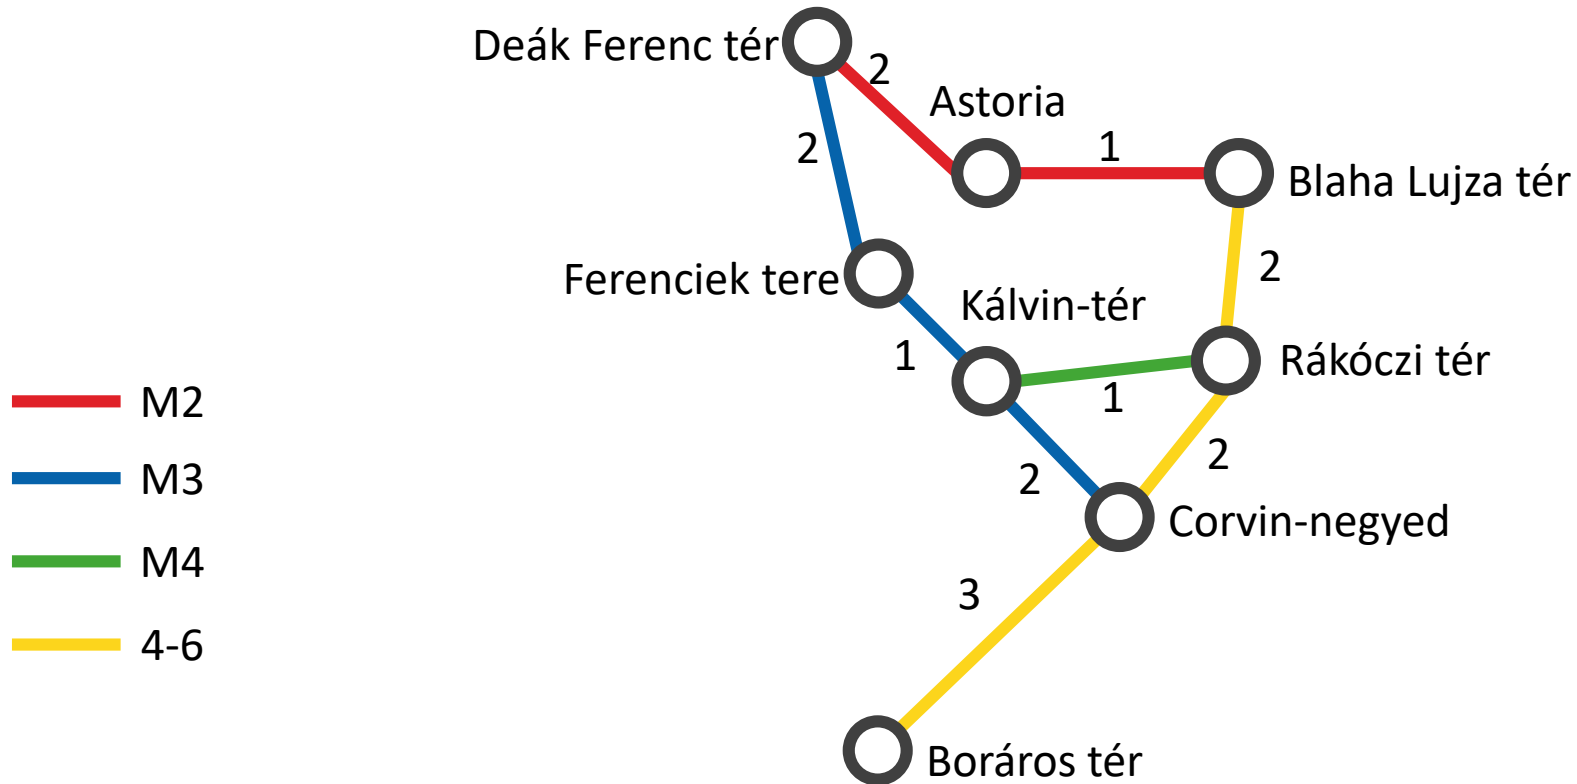 Deák Ferenc tér
2
Astoria
2
1
Blaha Lujza tér
2
Ferenciek tere
Kálvin-tér
1
Rákóczi tér
1
M2
2
2
M3
Corvin-negyed
M4
3
4-6
Boráros tér